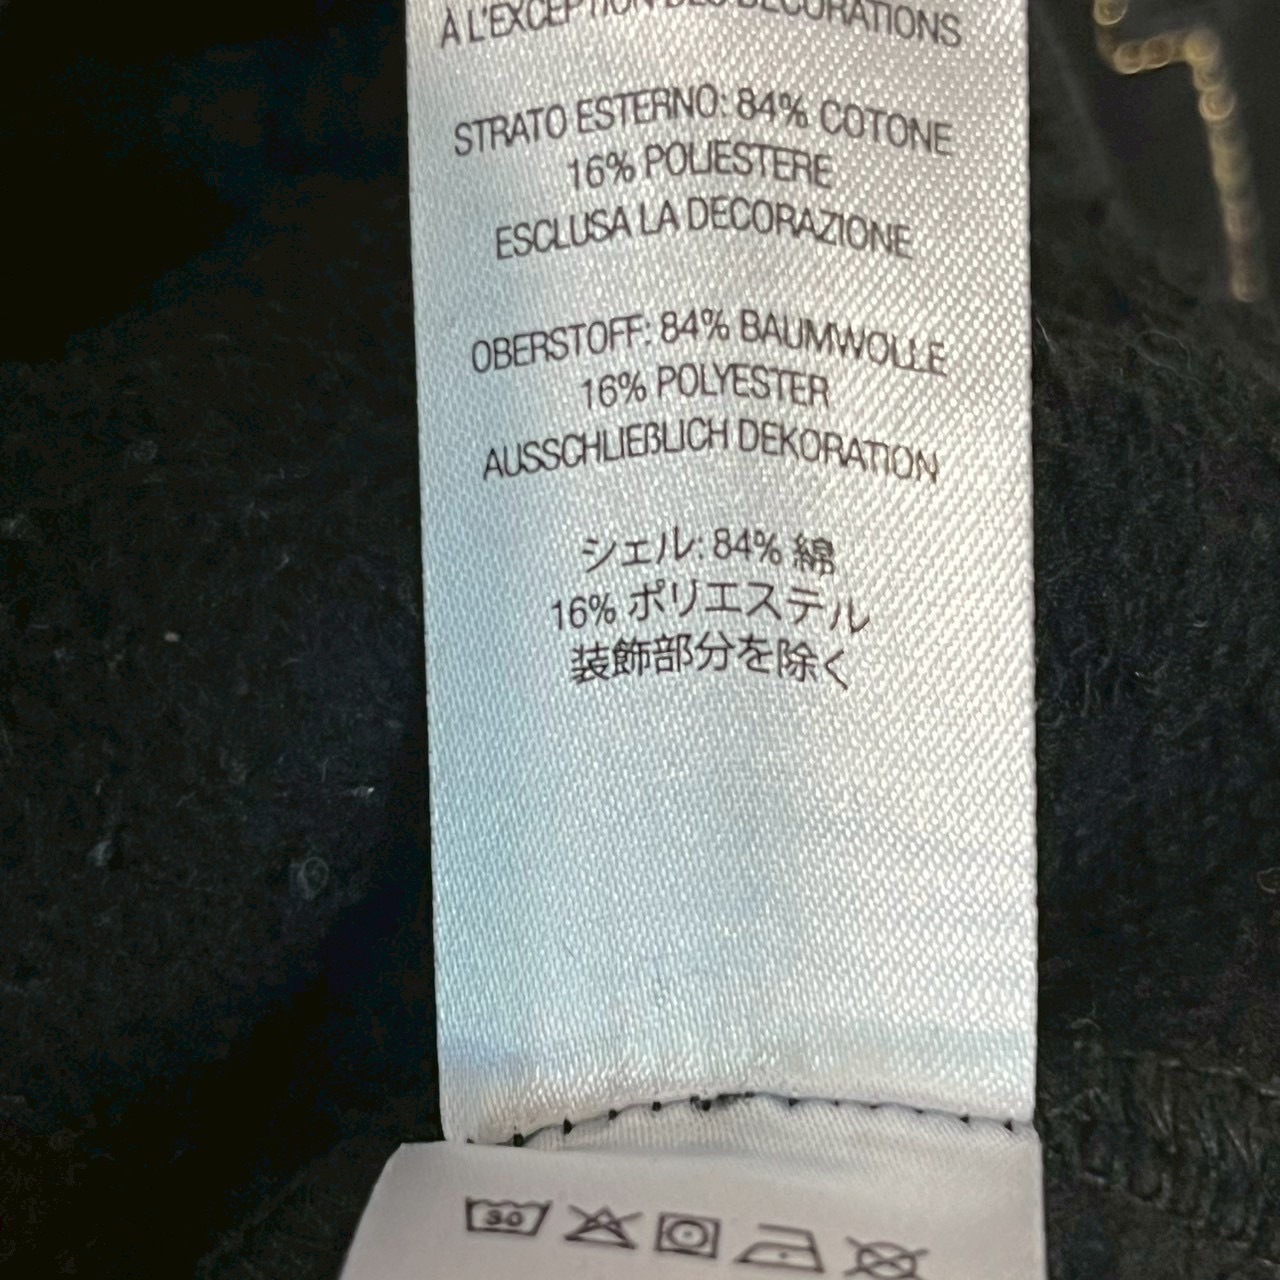 À L'EXCEPTION DES DÉCORATIONS
STRATO ESTERNO: 84% COTONE
16% POLIESTERE
ESCLUSA LA DECORAZIONE
OBERSTOFF: 84% BAUMWOLLE
16% POLYESTER
AUSSCHLIEßLICH DEKORATION
シェル: 84% 綿
16% ポリエステル
装飾部分を除く
30